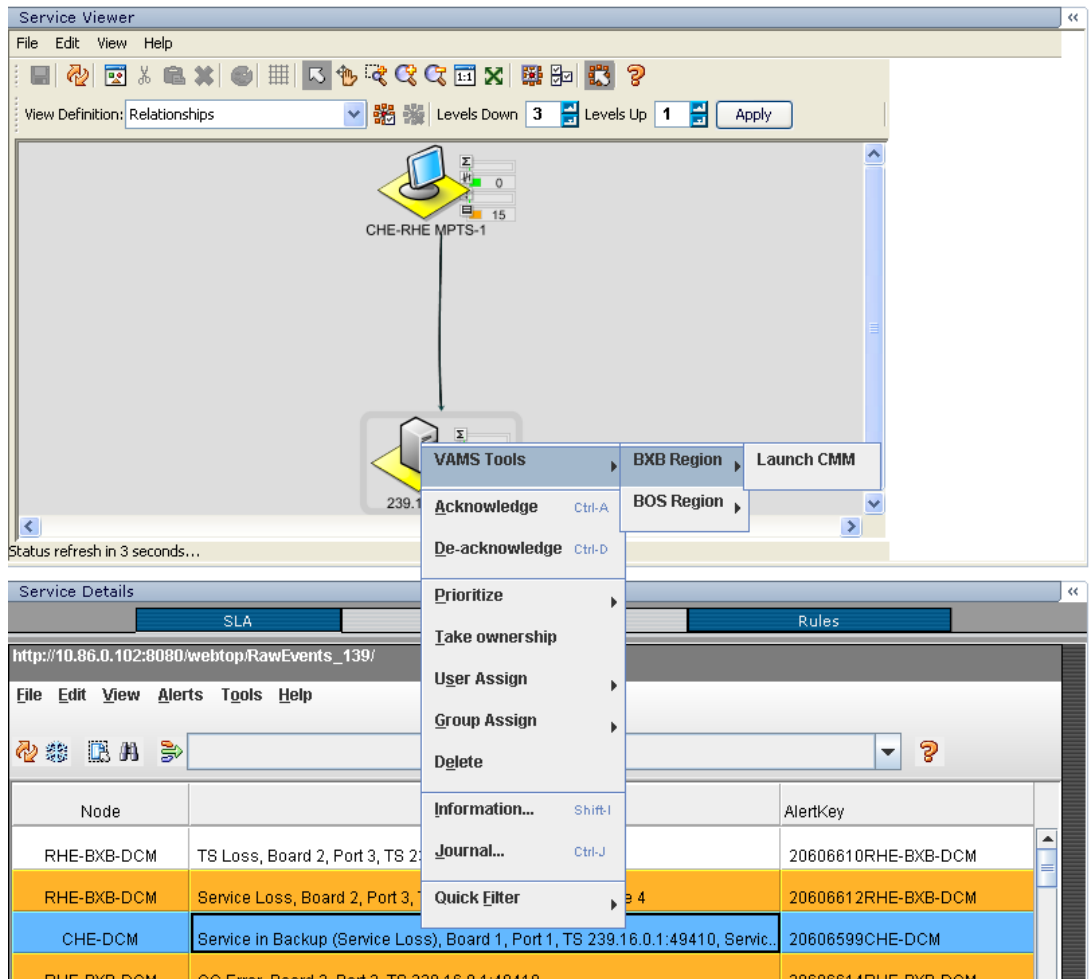 Service Viewer
File Edit View Help
View Definition: Relationships Levels Down 3 Levels Up 1 Apply
0
15
CHE-RHE MPTS-1
239.1
VAMS Tools
BXB Region
Launch CMM
BOS Region
Acknowledge Ctrl-A
De-acknowledge Ctrl-D
Prioritize
Take ownership
User Assign
Group Assign
Delete
Information... Shift-I
Journal... Ctrl-J
Quick Filter
Status refresh in 3 seconds...
Service Details
SLA Rules
http://10.86.0.102:8080/webtop/RawEvents_139/
File Edit View Alerts Tools Help
Node AlertKey
RHE-BXB-DCM TS Loss, Board 2, Port 3, TS 20606610RHE-BXB-DCM
RHE-BXB-DCM Service Loss, Board 2, Port 3, 4 20606612RHE-BXB-DCM
CHE-DCM Service in Backup (Service Loss), Board 1, Port 1, TS 239.16.0.1:49410, Servic.. 20606599CHE-DCM